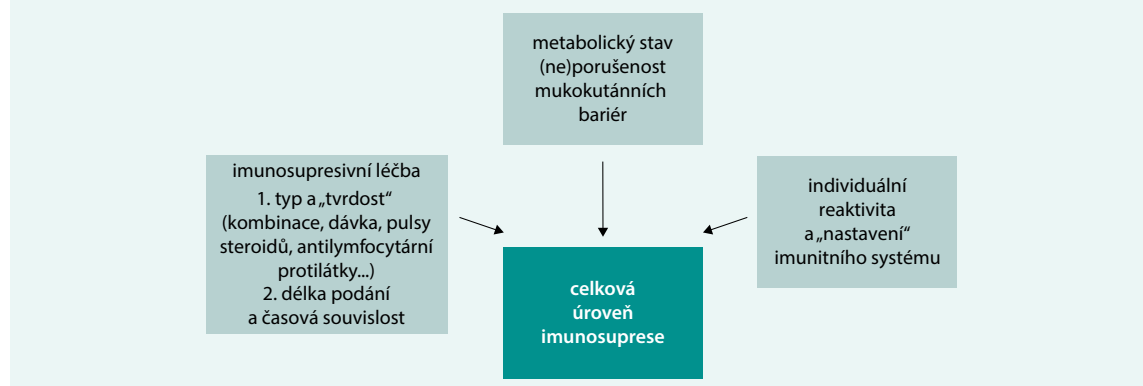 metabolický stav
(ne)porušenost
mukokutánních
bariér
imunosupresivní léčba
1. typ a „tvrdost“
(kombinace, dávka, pulsy
steroidů, antilymfocytární
protilátky...)
2. délka podání
a časová souvislost
individuální
reaktivita
a „nastavení“
imunitního systému
celková
úroveň
imunosuprese